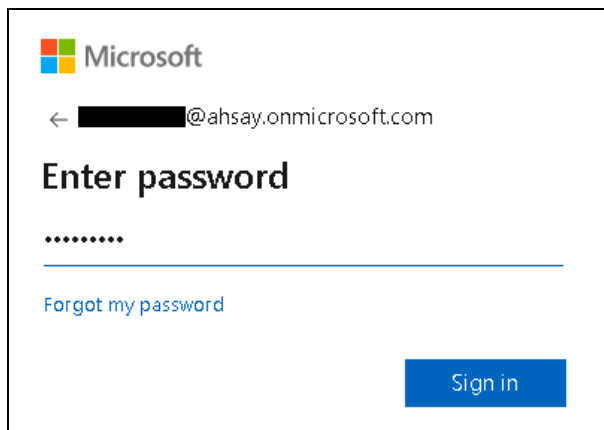 Microsoft
← @ahsay.onmicrosoft.com
Enter password
•••••••••
Forgot my password
Sign in